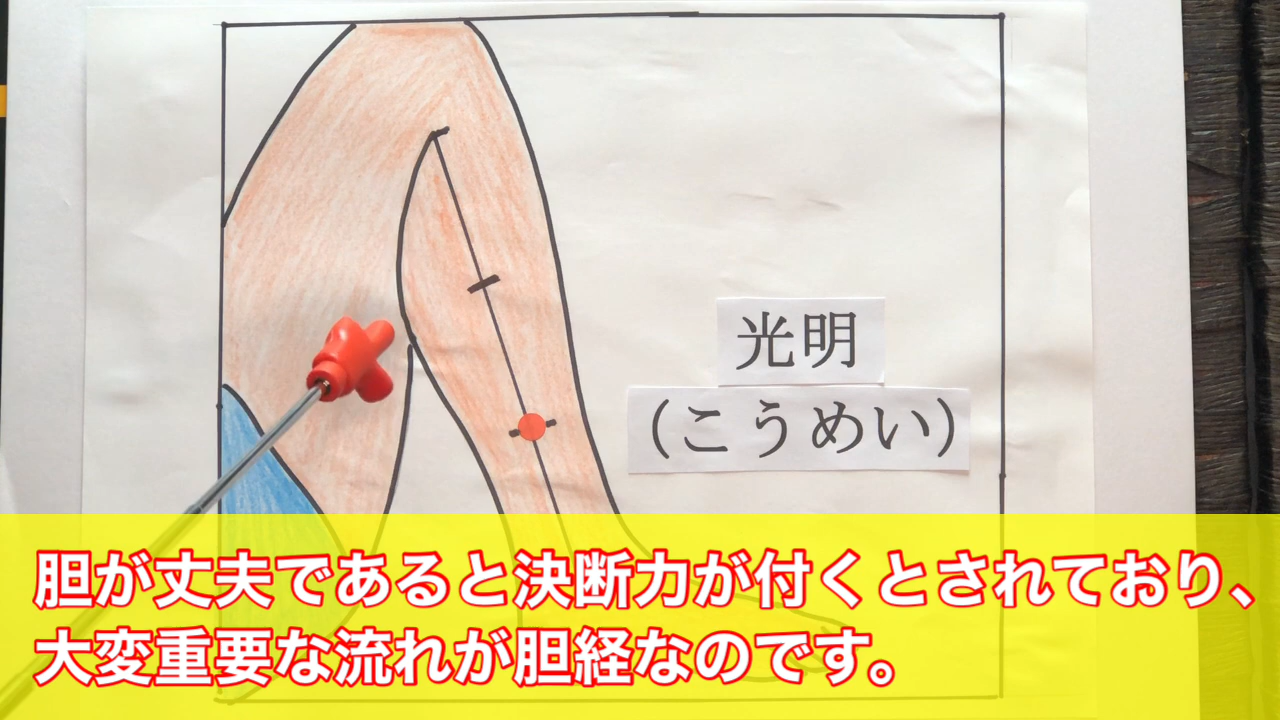 光明
(こうめい)
胆が丈夫であると決断力が付くとされており、
大変重要な流れが胆経なのです。